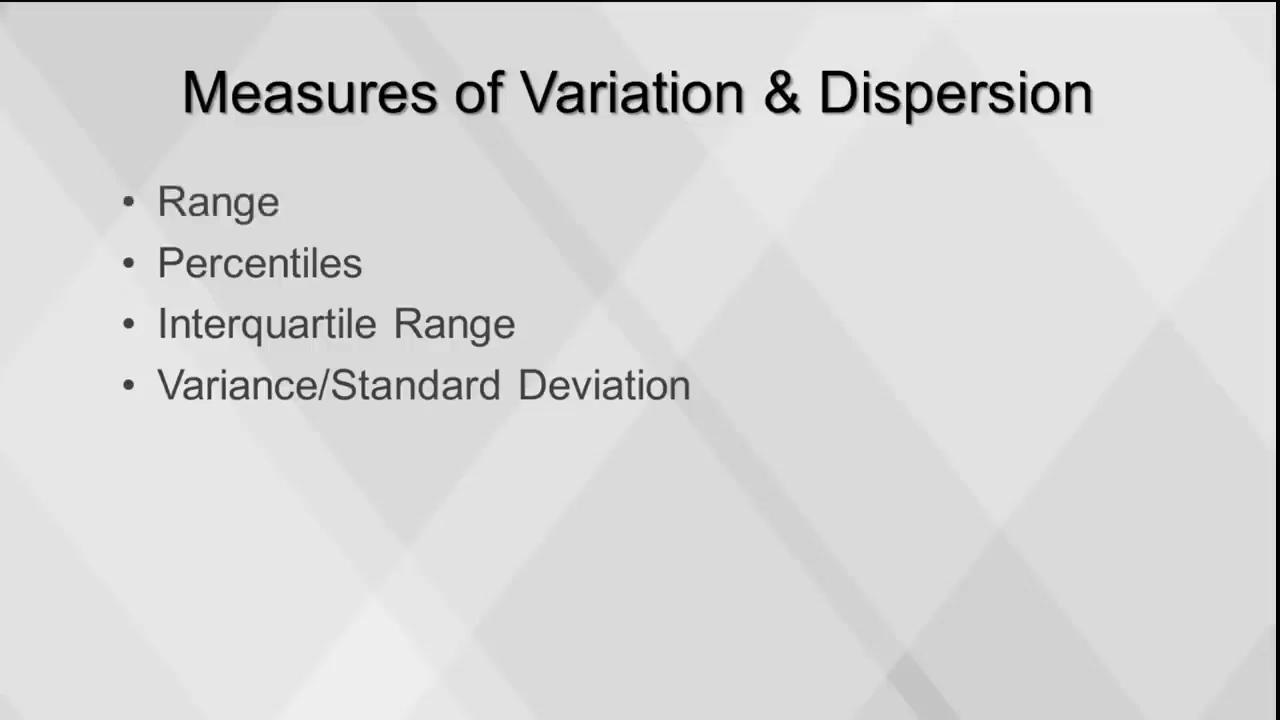 Measures of Variation & Dispersion
• Range
• Percentiles
• Interquartile Range
• Variance/Standard Deviation